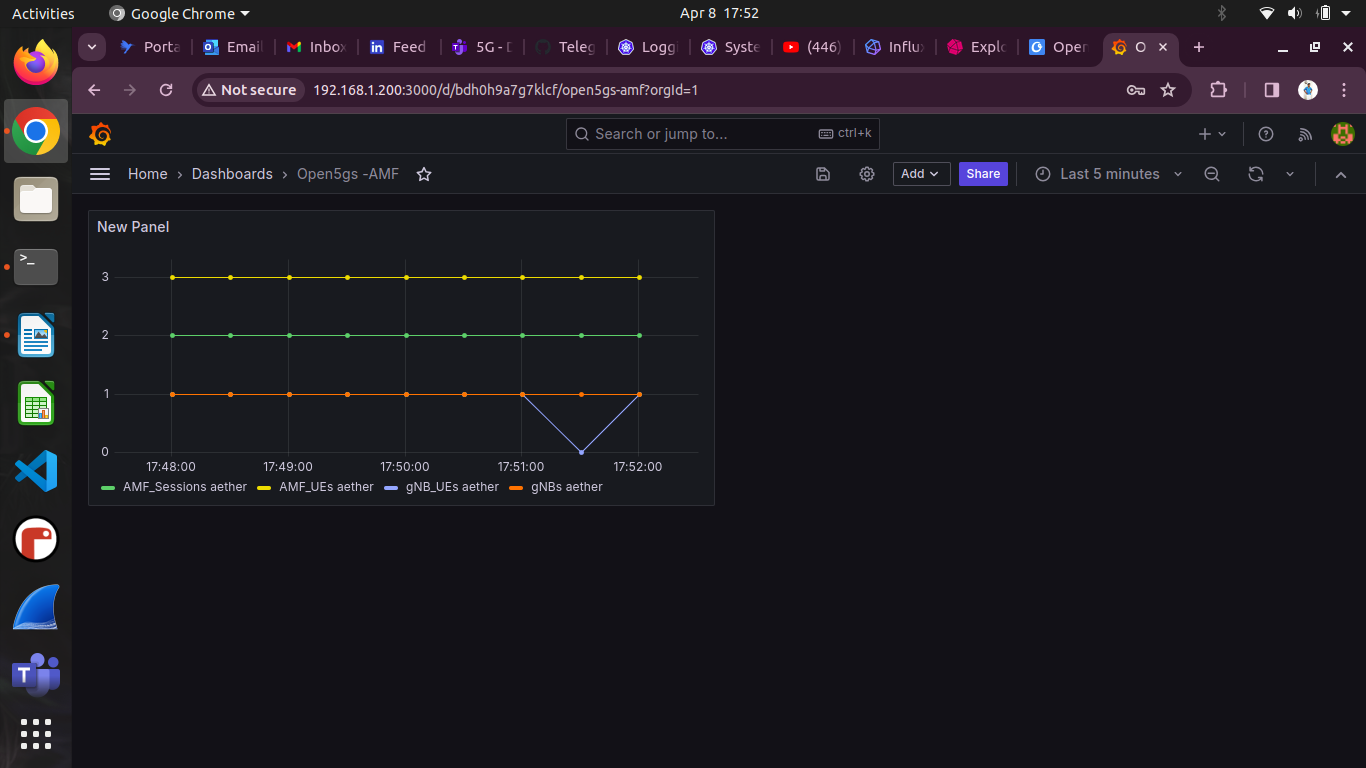 Activities Google Chrome Apr 8 17:52
Porta Email Inbox Feed 5G - D Teleg Loggi Syste (446) Influx Explo Open O
Not secure 192.168.1.200:3000/d/bdh0h9a7g7klcf/open5gs-amf?orgId=1
Search or jump to... ctrl+k
Home › Dashboards › Open5gs -AMF Add Share Last 5 minutes
New Panel
3
2
1
0
17:48:00 17:49:00 17:50:00 17:51:00 17:52:00
AMF_Sessions aether AMF_UEs aether gNB_UEs aether gNBs aether